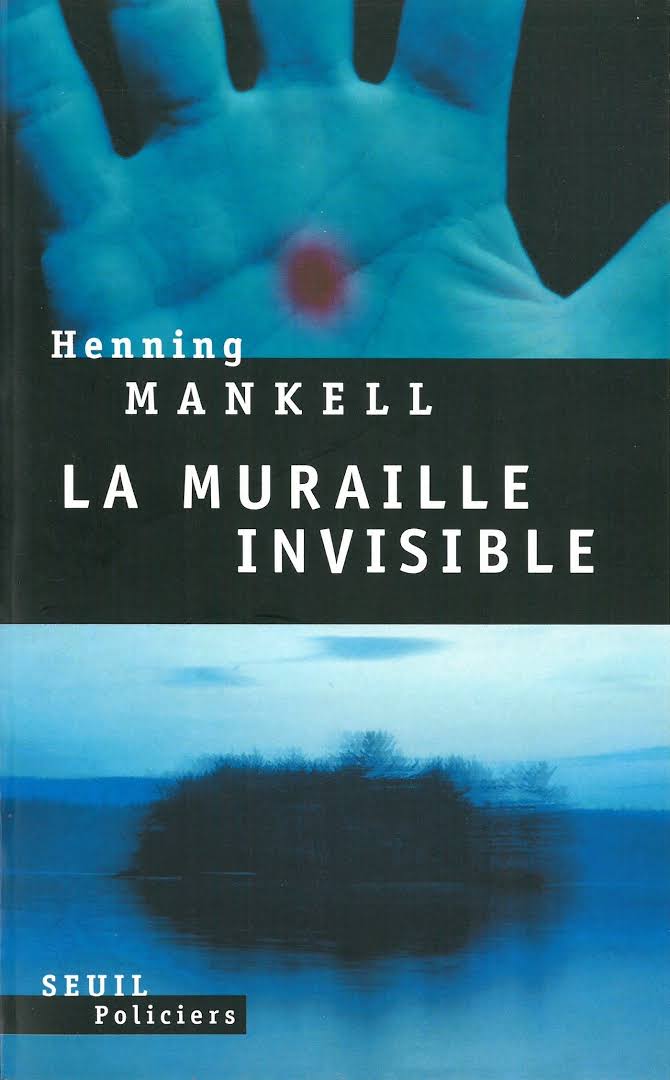 Henning
MANKELL
LA MURAILLE
INVISIBLE
SEUIL
Policiers